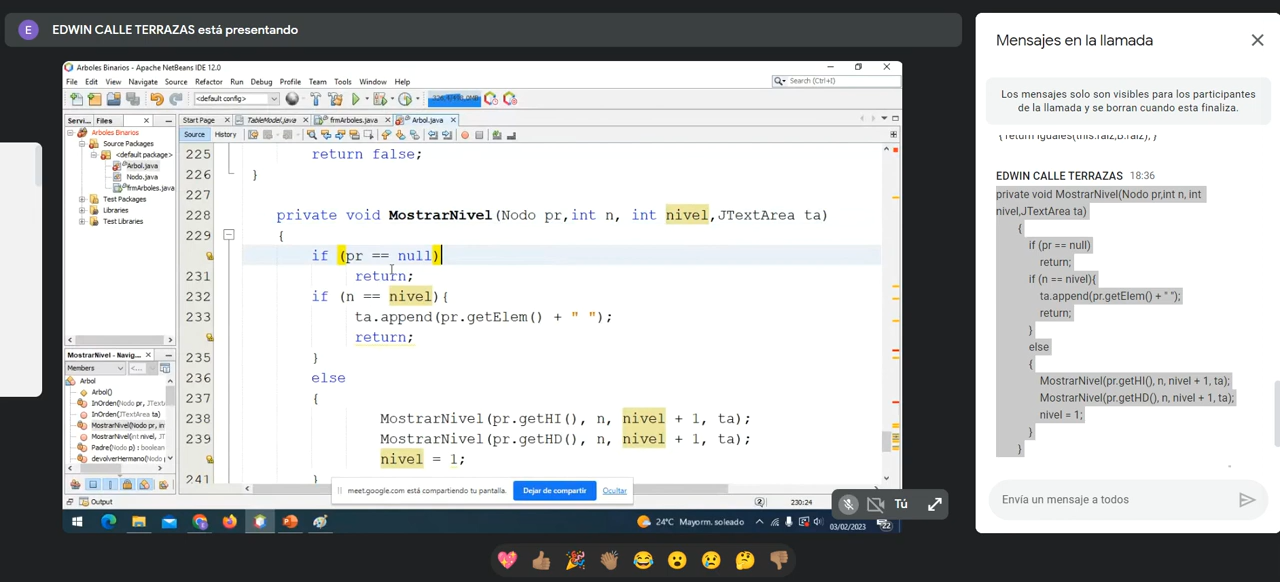 E EDWIN CALLE TERRAZAS está presentando
Arboles Binarios - Apache NetBeans IDE 12.0
File Edit View Navigate Source Refactor Run Debug Profile Team Tools Window Help
Search (Ctrl+I)
<default config>
Servi... Files
Start Page TableModel.java frmArboles.java Arbol.java
Source History
Arboles Binarios
Source Packages
<default package>
Arbol.java
Nodo.java
frmArboles.java
Test Packages
Libraries
Test Libraries
MostrarNivel - Navig...
Members <...
Arbol
Arbol()
InOrden(Nodo pr, JTexta
InOrden(JTextArea ta)
MostrarNivel(Nodo pr, int
MostrarNivel(int nivel, JT
Padre(Nodo p) : boolean
devolverHermano(Nodo p
225 return false;
226 }
227
228 private void MostrarNivel(Nodo pr,int n, int nivel,JTextArea ta)
229 {
if (pr == null)
231 return;
232 if (n == nivel){
233 ta.append(pr.getElem() + " ");
return;
235 }
236 else
237 {
238 MostrarNivel(pr.getHI(), n, nivel + 1, ta);
239 MostrarNivel(pr.getHD(), n, nivel + 1, ta);
nivel = 1;
241 }
Output
meet.google.com está compartiendo tu pantalla. Dejar de compartir Ocultar
230:24
24°C Mayorm. soleado
03/02/2023
22
Tú
Mensajes en la llamada
Los mensajes solo son visibles para los participantes
de la llamada y se borran cuando esta finaliza.
{ return iguales(this.raiz,B.raiz); }
EDWIN CALLE TERRAZAS 18:36
private void MostrarNivel(Nodo pr,int n, int
nivel,JTextArea ta)
{
if (pr == null)
return;
if (n == nivel){
ta.append(pr.getElem() + " ");
return;
}
else
{
MostrarNivel(pr.getHI(), n, nivel + 1, ta);
MostrarNivel(pr.getHD(), n, nivel + 1, ta);
nivel = 1;
}
}
Envía un mensaje a todos